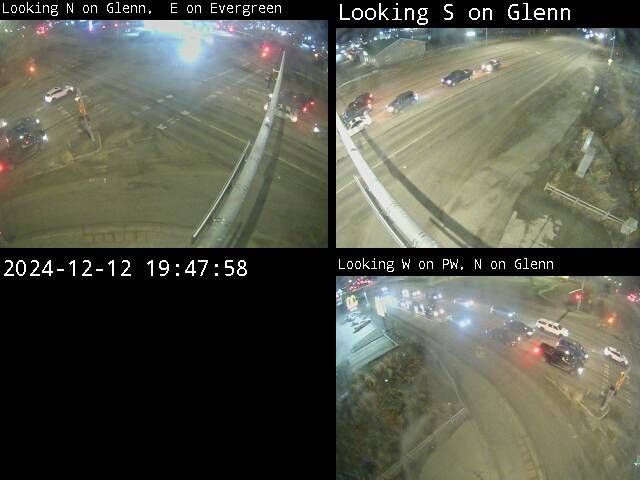 Looking N on Glenn,  E on Evergreen
Looking S on Glenn
2024-12-12 19:47:58
Looking W on PW, N on Glenn